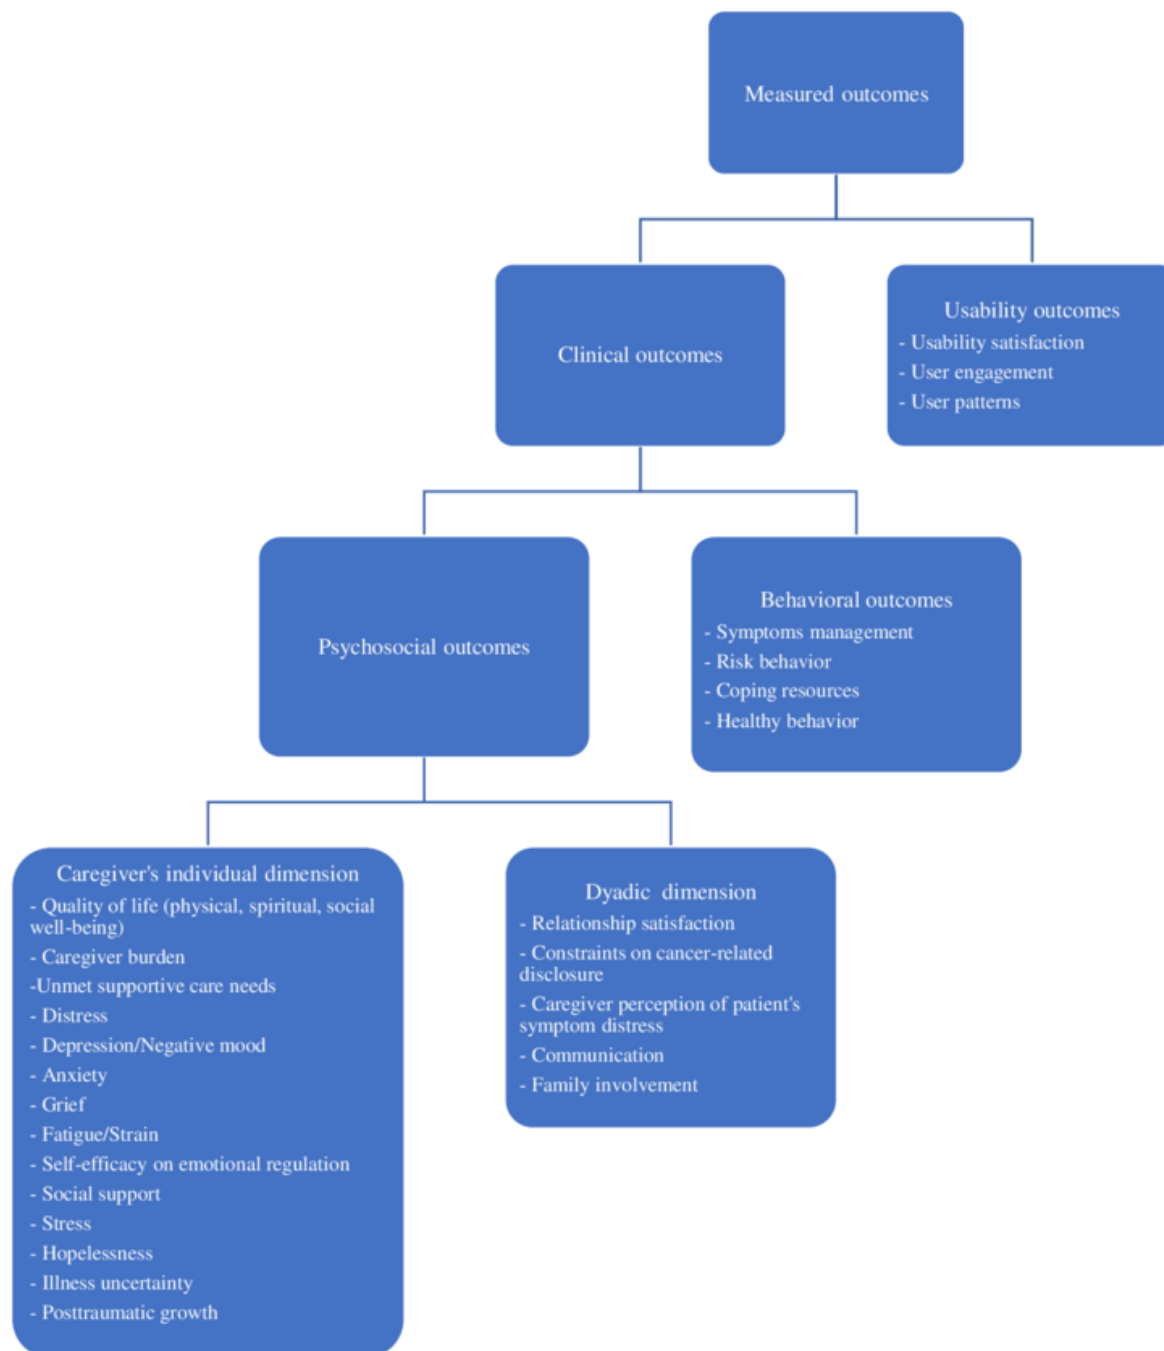 Measured outcomes
Clinical outcomes
Usability outcomes
- Usability satisfaction
- User engagement
- User patterns
Psychosocial outcomes
Behavioral outcomes
- Symptoms management
- Risk behavior
- Coping resources
- Healthy behavior
Caregiver's individual dimension
- Quality of life (physical, spiritual, social
well-being)
- Caregiver burden
-Unmet supportive care needs
- Distress
- Depression/Negative mood
- Anxiety
- Grief
- Fatigue/Strain
- Self-efficacy on emotional regulation
- Social support
- Stress
- Hopelessness
- Illness uncertainty
- Posttraumatic growth
Dyadic dimension
- Relationship satisfaction
- Constraints on cancer-related
disclosure
- Caregiver perception of patient's
symptom distress
- Communication
- Family involvement